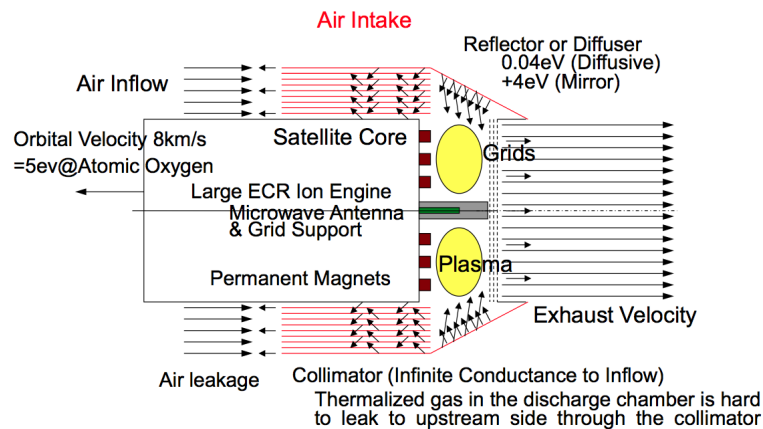 Air Intake
Reflector or Diffuser
0.04eV (Diffusive)
+4eV (Mirror)
Air Inflow
Orbital Velocity 8km/s
=5ev@Atomic Oxygen
Satellite Core
Grids
Large ECR Ion Engine
Microwave Antenna
& Grid Support
Plasma
Permanent Magnets
Exhaust Velocity
Air leakage
Collimator (Infinite Conductance to Inflow)
Thermalized gas in the discharge chamber is hard
to leak to upstream side through the collimator